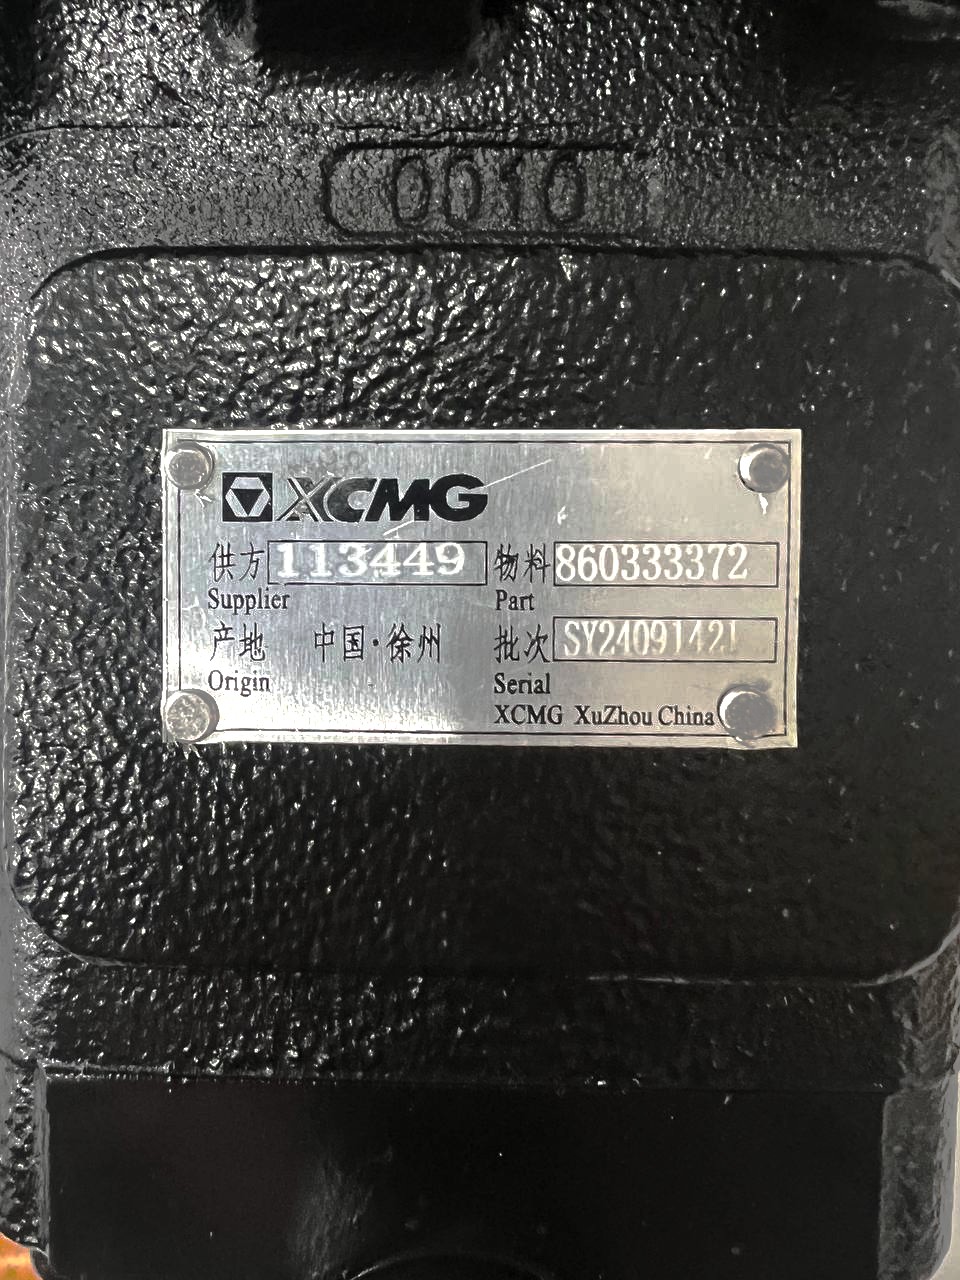 0010
XCMG
供方 113449 物料 860333372
Supplier Part
产地 中国·徐州 批次 SY24091421
Origin Serial
XCMG XuZhou China